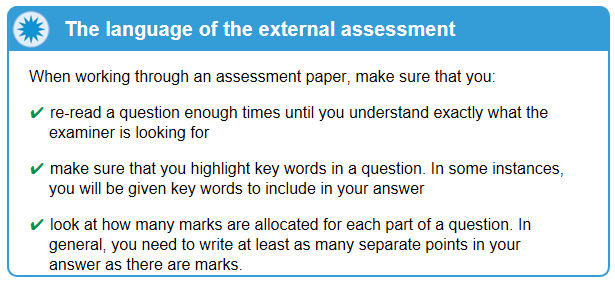 The language of the external assessment
When working through an assessment paper, make sure that you:
✔ re-read a question enough times until you understand exactly what the
examiner is looking for
✔ make sure that you highlight key words in a question. In some instances,
you will be given key words to include in your answer
✔ look at how many marks are allocated for each part of a question. In
general, you need to write at least as many separate points in your
answer as there are marks.